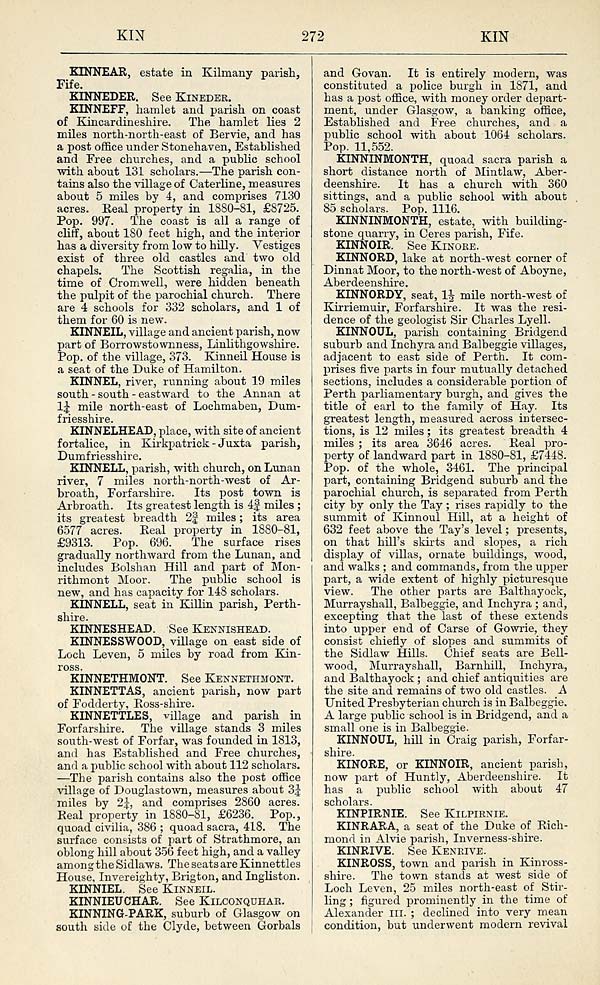 KIN 272 KIN
KINNEAR, estate in Kilmany parish,
Fife.
KINNEDER. See KINEDER.
KINNEFF, hamlet and parish on coast
of Kincardineshire. The hamlet lies 2
miles north-north-east of Bervie, and has
a post office under Stonehaven, Established
and Free churches, and a public school
with about 131 scholars.—The parish con-
tains also the village of Caterline, measures
about 5 miles by 4, and comprises 7130
acres. Real property in 1880-81, £8725.
Pop. 997. The coast is all a range of
cliff, about 180 feet high, and the interior
has a diversity from low to hilly. Vestiges
exist of three old castles and two old
chapels. The Scottish regalia, in the
time of Cromwell, were hidden beneath
the pulpit of the parochial church. There
are 4 schools for 332 scholars, and 1 of
them for 60 is new.
KINNEIL, village and ancient parish, now
part of Borrowstownness, Linlithgowshire.
Pop. of the village, 373. Kinneil House is
a seat of the Duke of Hamilton.
KINNEL, river, running about 19 miles
south-south-eastward to the Annan at
1¼ mile north-east of Lochmaben, Dum-
friesshire.
KINNELHEAD, place, with site of ancient
fortalice, in Kirkpatrick-Juxta parish,
Dumfriesshire.
KINNELL, parish, with church, on Lunan
river, 7 miles north-north-west of Ar-
broath, Forfarshire. Its post town is
Arbroath. Its greatest length is 4¾ miles;
its greatest breadth 2¾ miles; its area
6577 acres. Real property in 1880-81,
£9313. Pop. 696. The surface rises
gradually northward from the Lunan, and
includes Bolshan Hill and part of Mon-
rithmont Moor. The public school is
new, and has capacity for 148 scholars.
KINNELL, seat in Killin parish, Perth-
shire.
KINNESHEAD. See KENNISHEAD.
KINNESSWOOD, village on east side of
Loch Leven, 5 miles by road from Kin-
ross.
KINNETHMONT. See KENNETHMONT.
KINNETTAS, ancient parish, now part
of Fodderty, Ross-shire.
KINNETTLES, village and parish in
Forfarshire. The village stands 3 miles
south-west of Forfar, was founded in 1813,
and has Established and Free churches,
and a public school with about 112 scholars.
—The parish contains also the post office
village of Douglastown, measures about 3¾
miles by 2¼, and comprises 2860 acres.
Real property in 1880-81, £6236. Pop.,
quoad civilia, 386; quoad sacra, 418. The
surface consists of part of Strathmore, an
oblong hill about 356 feet high, and a valley
among the Sidlaws. The seats are Kinnettles
House, Invereighty, Brigton, and Ingliston.
KINNIEL. See KINNEIL.
KINNIEUCHAR. See KILCONQUHAR.
KINNING-PARK, suburb of Glasgow on
south side of the Clyde, between Gorbals
and Govan. It is entirely modern, was
constituted a police burgh in 1871, and
has a post office, with money order depart-
ment, under Glasgow, a banking office,
Established and Free churches, and a
public school with about 1064 scholars.
Pop. 11,552.
KINNINMONTH, quoad sacra parish a
short distance north of Mintlaw, Aber-
deenshire. It has a church with 360
sittings, and a public school with about
85 scholars. Pop. 1116.
KINNINMONTH, estate, with building-
stone quarry, in Ceres parish, Fife.
KINNOIR. See KINORE.
KINNORD, lake at north-west corner of
Dinnat Moor, to the north-west of Aboyne,
Aberdeenshire.
KINNORDY, seat, 1½ mile north-west of
Kirriemuir, Forfarshire. It was the resi-
dence of the geologist Sir Charles Lyell.
KINNOUL, parish containing Bridgend
suburb and Inchyra and Balbeggie villages,
adjacent to east side of Perth. It com-
prises five parts in four mutually detached
sections, includes a considerable portion of
Perth parliamentary burgh, and gives the
title of earl to the family of Hay. Its
greatest length, measured across intersec-
tions, is 12 miles; its greatest breadth 4
miles; its area 3646 acres. Real pro-
perty of landward part in 1880-81, £7448.
Pop. of the whole, 3461. The principal
part, containing Bridgend suburb and the
parochial church, is separated from Perth
city by only the Tay; rises rapidly to the
summit of Kinnoul Hill, at a height of
632 feet above the Tay's level; presents,
on that hill's skirts and slopes, a rich
display of villas, ornate buildings, wood,
and walks; and commands, from the upper
part, a wide extent of highly picturesque
view. The other parts are Balthayock,
Murrayshall, Balbeggie, and Inchyra; and,
excepting that the last of these extends
into upper end of Carse of Gowrie, they
consist chiefly of slopes and summits of
the Sidlaw Hills. Chief seats are Bell-
wood, Murrayshall, Barnhill, Inchyra,
and Balthayock; and chief antiquities are
the site and remains of two old castles. A
United Presbyterian church is in Balbeggie.
A large public school is in Bridgend, and a
small one is in Balbeggie.
KINNOUL, hill in Craig parish, Forfar-
shire.
KINORE, or KINNOIR, ancient parish,
now part of Huntly, Aberdeenshire. It
has a public school with about 47
scholars.
KINPIRNIE. See KILPIRNIE.
KINRARA, a seat of the Duke of Rich-
mond in Alvie parish, Inverness-shire.
KINRIVE. See KENRIVE.
KINROSS, town and parish in Kinross-
shire. The town stands at west side of
Loch Leven, 25 miles north-east of Stir-
ling; figured prominently in the time of
Alexander III.; declined into very mean
condition, but underwent modern revival